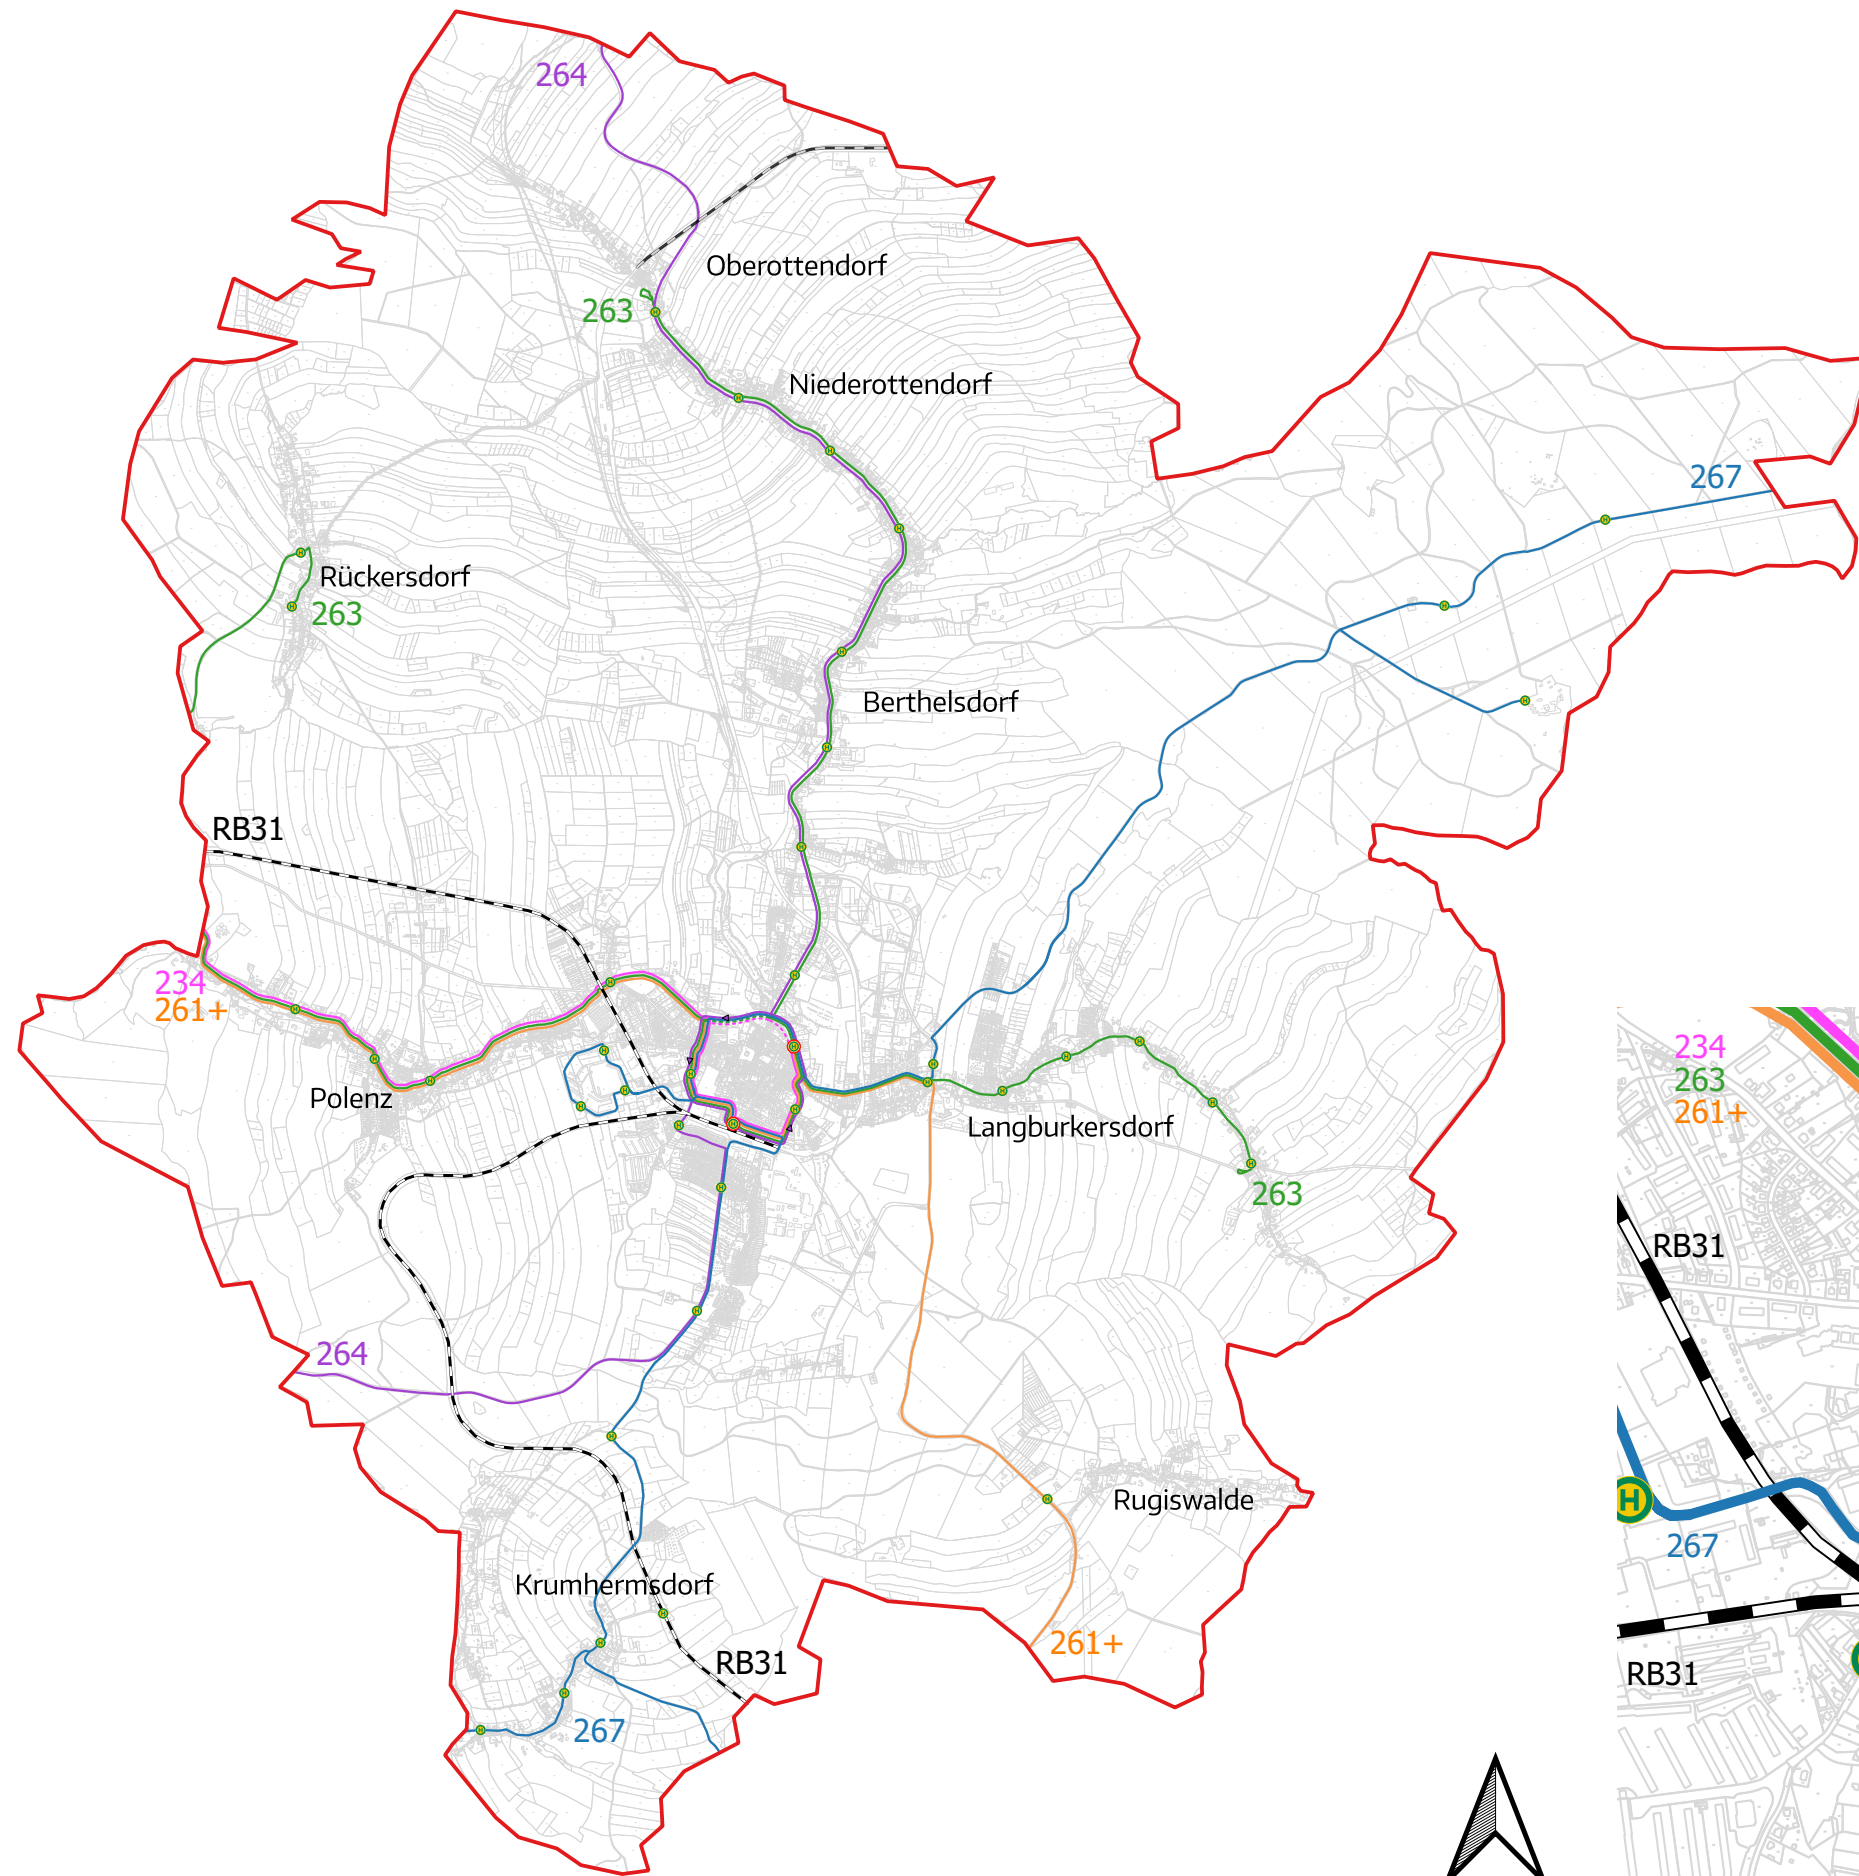 264
Oberottendorf
263
Niederottendorf
267
Rückersdorf
263
Berthelsdorf
RB31
234
261+
Polenz
Langburkersdorf
263
264
Rugiswalde
Krumhermsdorf
261+
RB31
267
234
263
261+
RB31
H
267
RB31